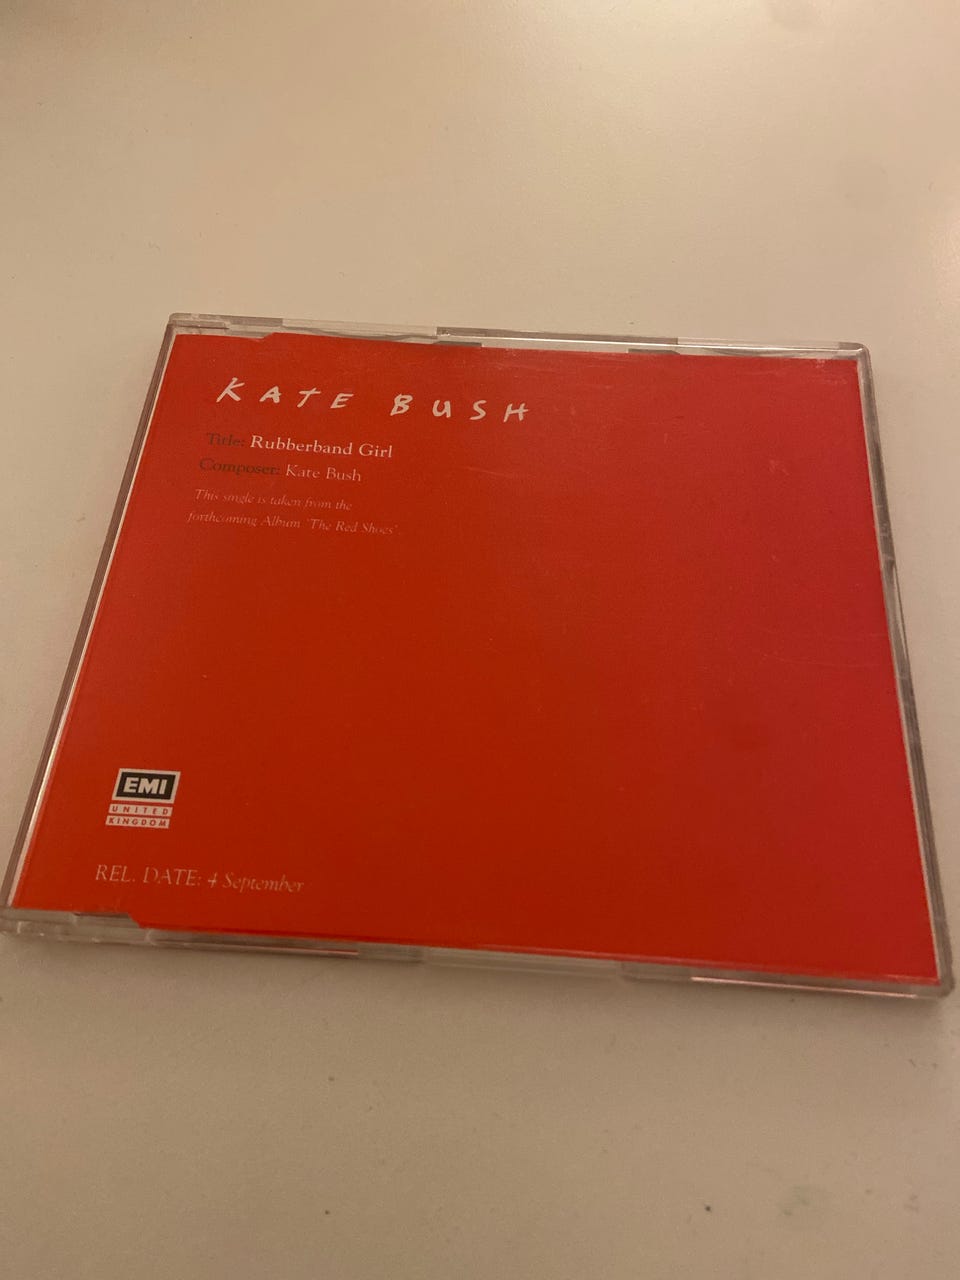 KATE BUSH
Title: Rubberband Girl
Composer: Kate Bush
This single is taken from the
forthcoming Album 'The Red Shoes'
EMI
UNITED
KINGDOM
REL. DATE: 4 September